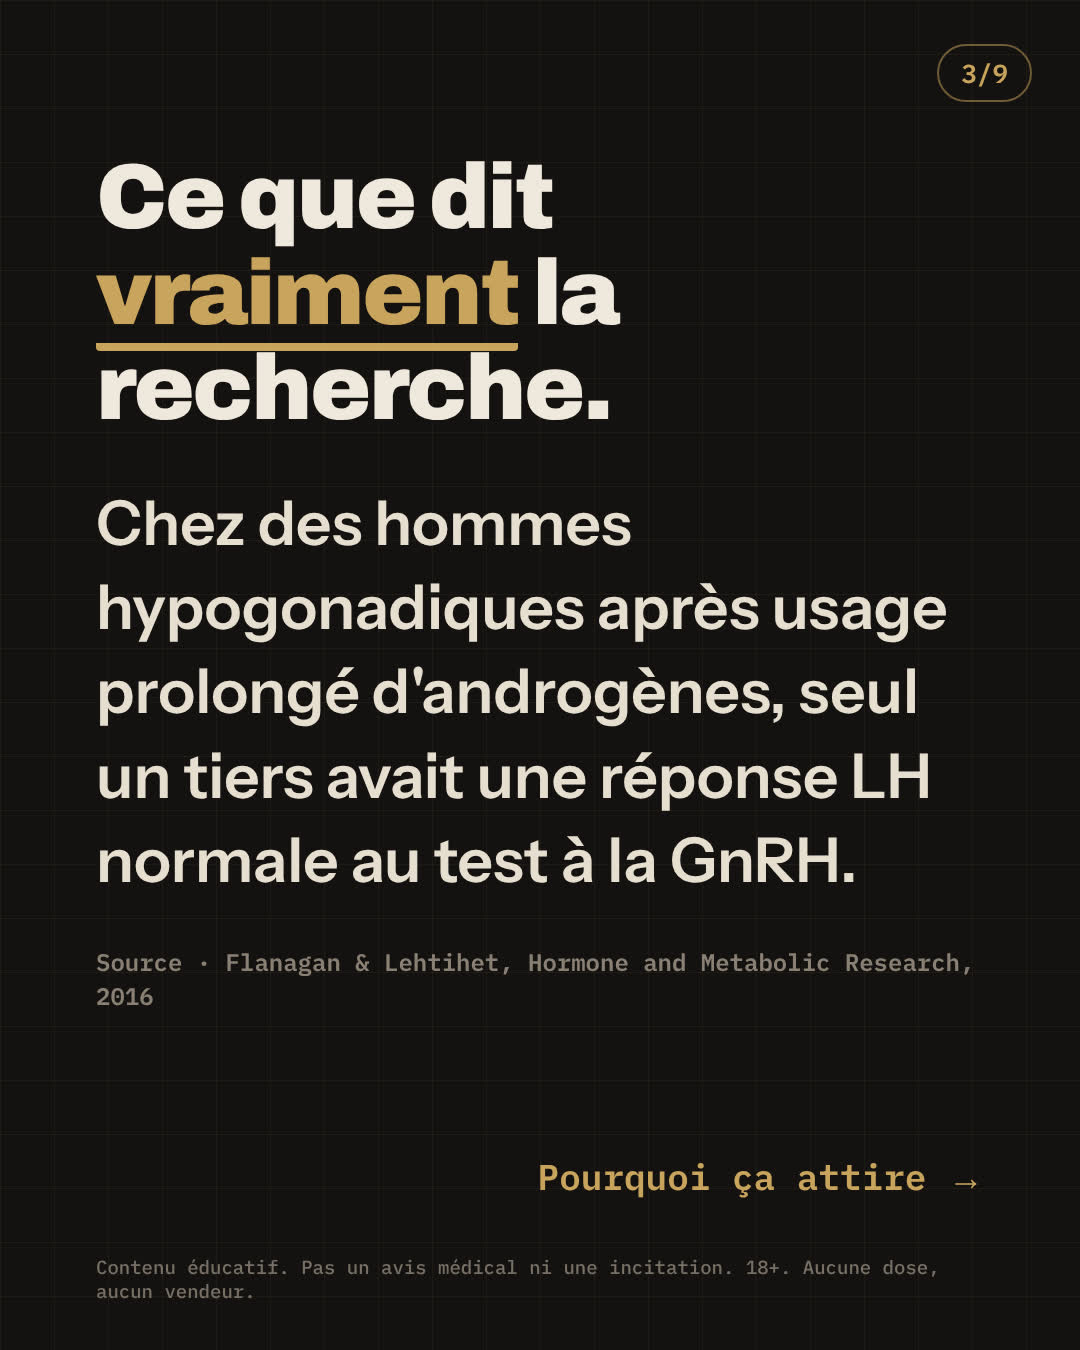 3/9
Ce que dit
vraiment la
recherche.
Chez des hommes
hypogonadiques après usage
prolongé d'androgènes, seul
un tiers avait une réponse LH
normale au test à la GnRH.
Source · Flanagan & Lehtihet, Hormone and Metabolic Research,
2016
Pourquoi ça attire →
Contenu éducatif. Pas un avis médical ni une incitation. 18+. Aucune dose,
aucun vendeur.